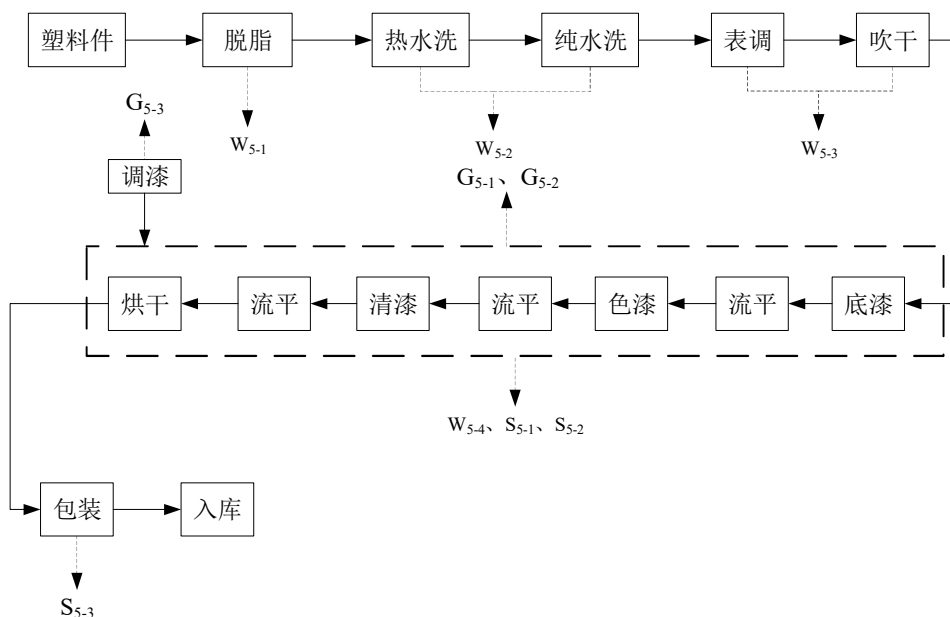 塑料件 脱脂 热水洗 纯水洗 表调 吹干
G5-3
W5-1 W5-2 W5-3
调漆 G5-1、G5-2
烘干 流平 清漆 流平 色漆 流平 底漆
W5-4、S5-1、S5-2
包装 入库
S5-3